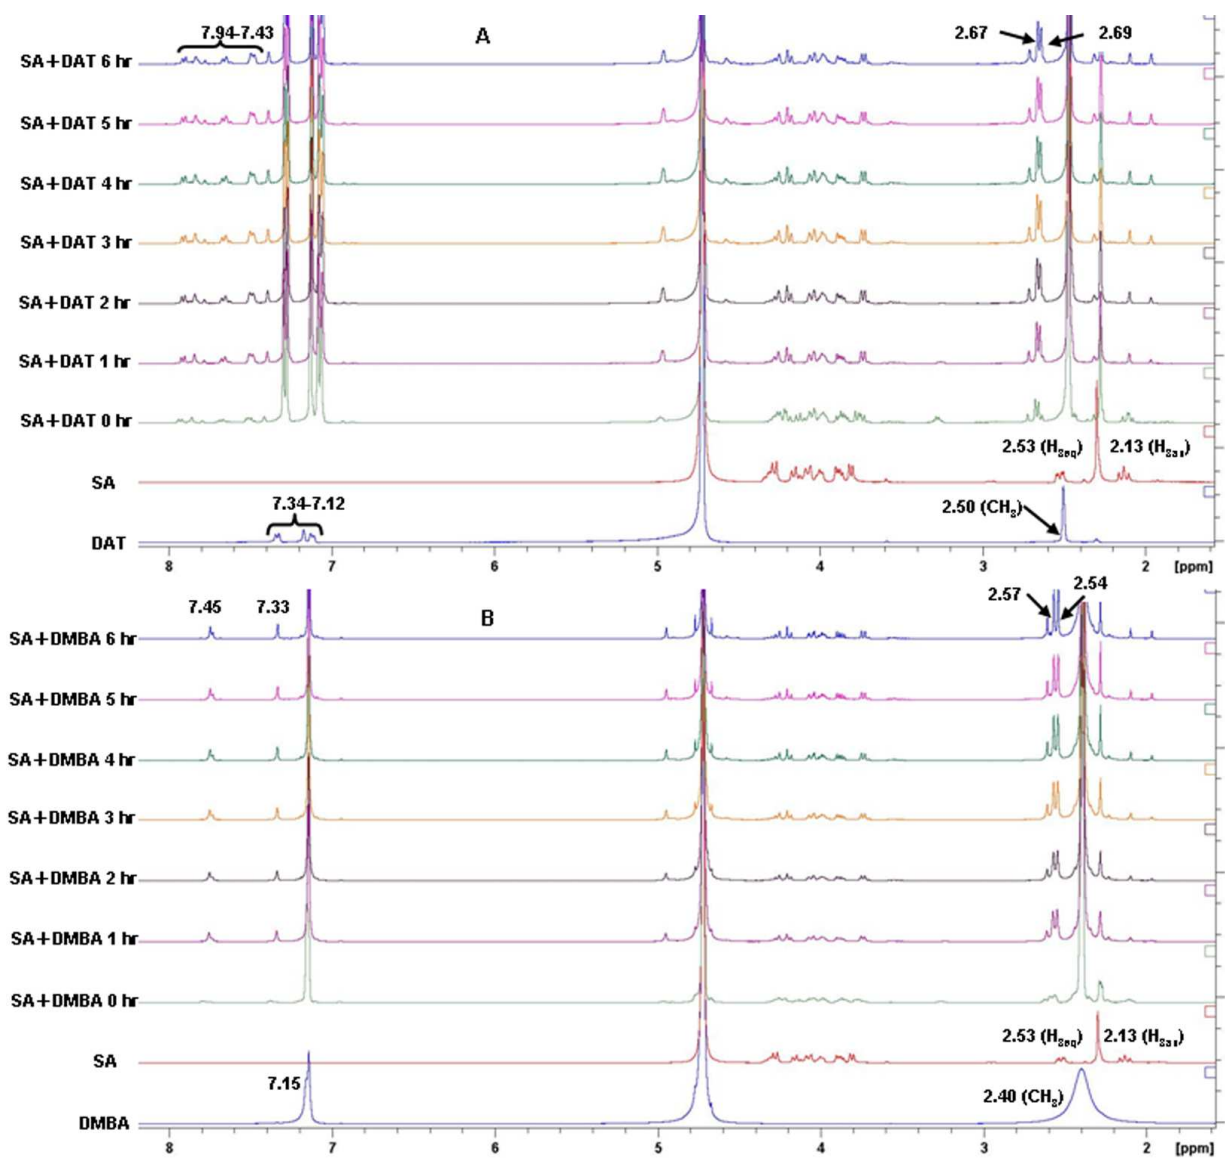 7.94-7.43
A
2.67
2.69
SA+DAT 6 hr
SA+DAT 5 hr
SA+DAT 4 hr
SA+DAT 3 hr
SA+DAT 2 hr
SA+DAT 1 hr
SA+DAT 0 hr
2.53 (H_Seq) 2.13 (H_Sax)
SA
7.34-7.12
2.50 (CH₃)
DAT
8 7 6 5 4 3 2 [ppm]
7.45 7.33
B
2.57
2.54
SA+DMBA 6 hr
SA+DMBA 5 hr
SA+DMBA 4 hr
SA+DMBA 3 hr
SA+DMBA 2 hr
SA+DMBA 1 hr
SA+DMBA 0 hr
2.53 (H_Seq) 2.13 (H_Sax)
SA
7.15
2.40 (CH₃)
DMBA
8 7 6 5 4 3 2 [ppm]